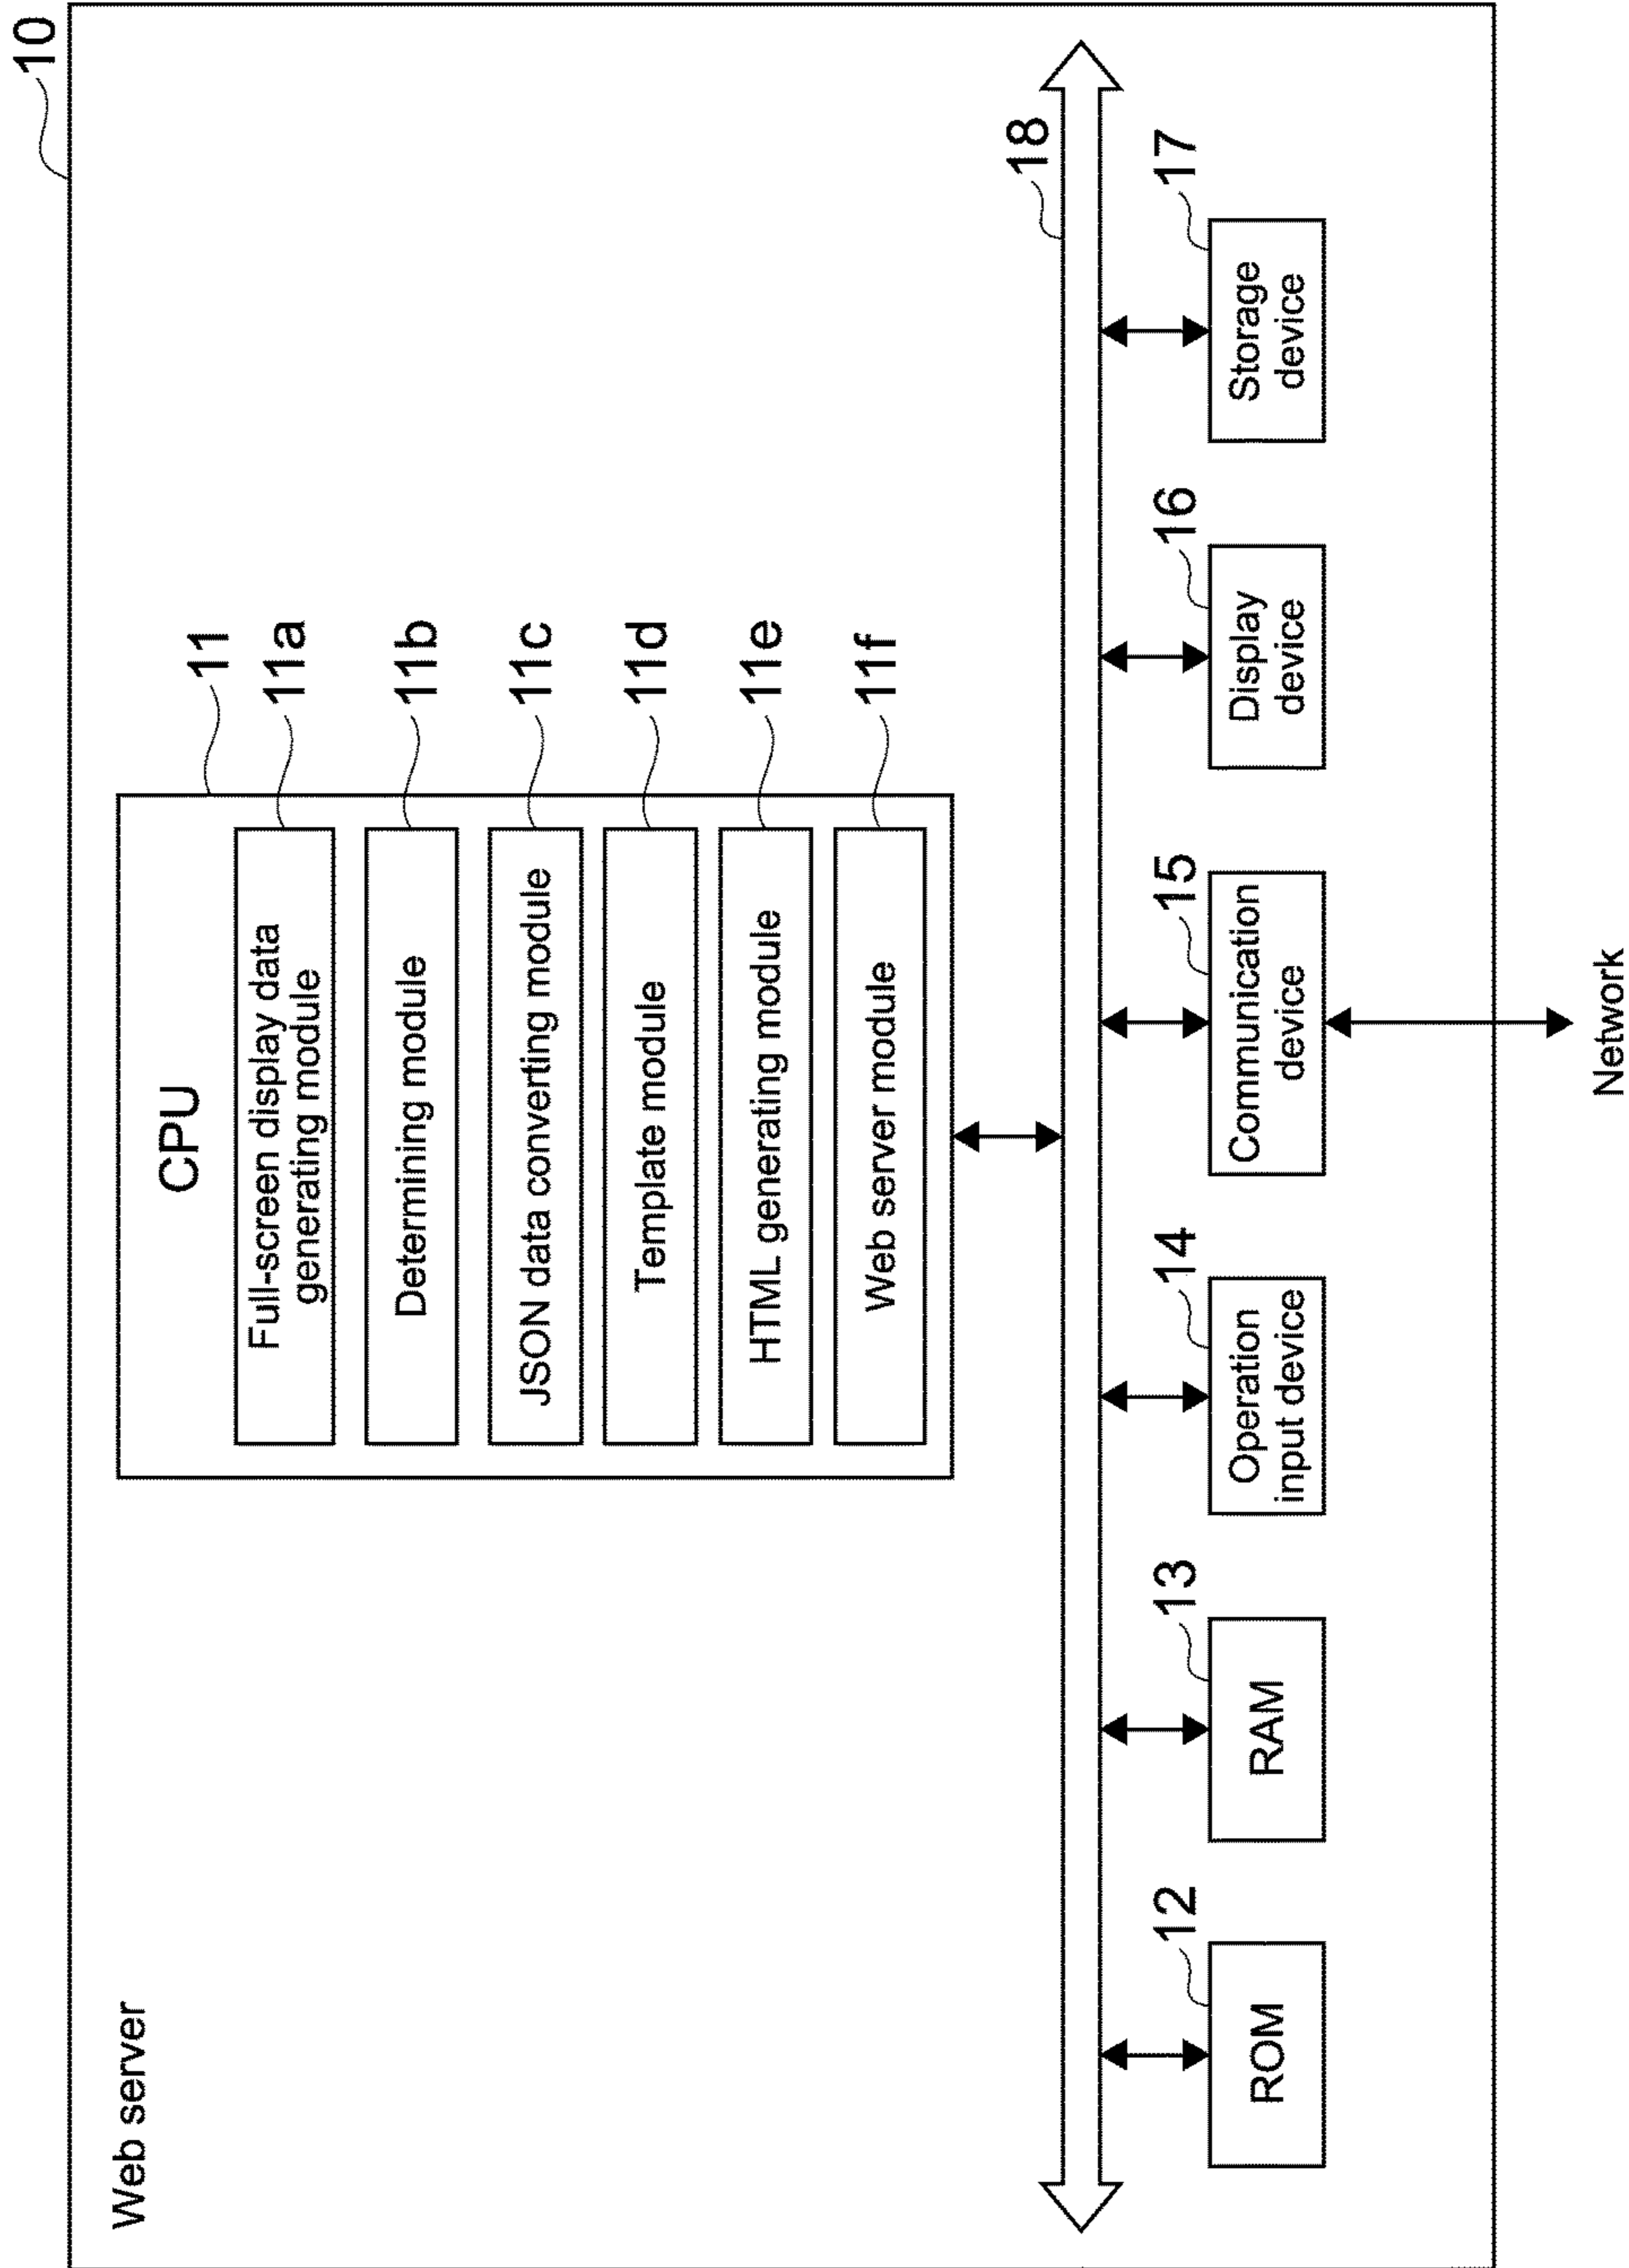 10
Web server
11
CPU
11a
Full-screen display data
generating module
11b
Determining module
11c
JSON data converting module
11d
Template module
11e
HTML generating module
11f
Web server module
18
12
ROM
13
RAM
14
Operation
input device
15
Communication
device
16
Display
device
17
Storage
device
Network